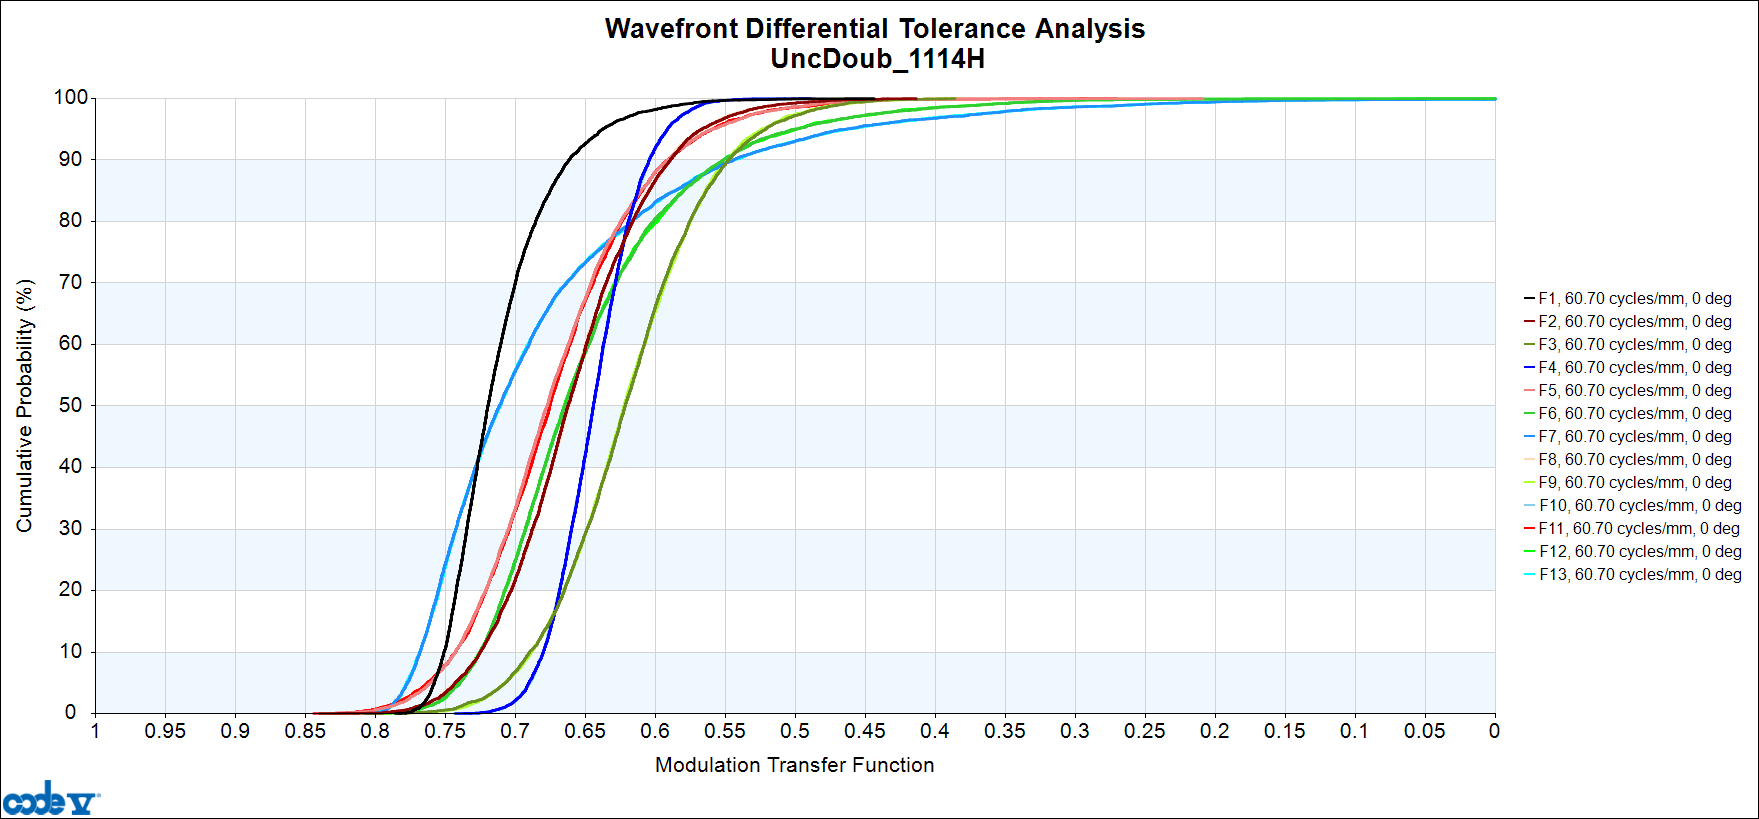 Wavefront Differential Tolerance Analysis
UncDoub_1114H
Cumulative Probability (%)
100
90
80
70
60
50
40
30
20
10
0
1 0.95 0.9 0.85 0.8 0.75 0.7 0.65 0.6 0.55 0.5 0.45 0.4 0.35 0.3 0.25 0.2 0.15 0.1 0.05 0
Modulation Transfer Function
F1, 60.70 cycles/mm, 0 deg
F2, 60.70 cycles/mm, 0 deg
F3, 60.70 cycles/mm, 0 deg
F4, 60.70 cycles/mm, 0 deg
F5, 60.70 cycles/mm, 0 deg
F6, 60.70 cycles/mm, 0 deg
F7, 60.70 cycles/mm, 0 deg
F8, 60.70 cycles/mm, 0 deg
F9, 60.70 cycles/mm, 0 deg
F10, 60.70 cycles/mm, 0 deg
F11, 60.70 cycles/mm, 0 deg
F12, 60.70 cycles/mm, 0 deg
F13, 60.70 cycles/mm, 0 deg
code V